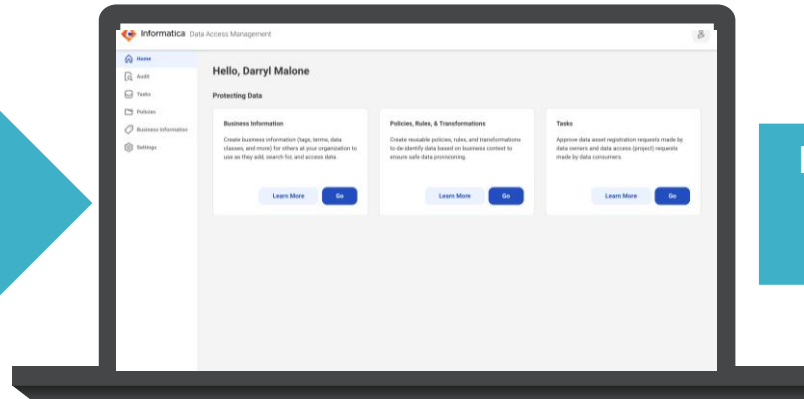 Informatica Data Access Management
Home
Audit
Tasks
Policies
Business Information
Settings
Hello, Darryl Malone
Protecting Data
Business Information
Create business information (tags, terms, data
classes, and more) for others at your organization to
use as they add, search for, and access data.
Learn More
Go
Policies, Rules, & Transformations
Create reusable policies, rules, and transformations
to de-identify data based on business context to
ensure safe data provisioning.
Learn More
Go
Tasks
Approve data asset registration requests made by
data owners and data access (project) requests
made by data consumers.
Learn More
Go